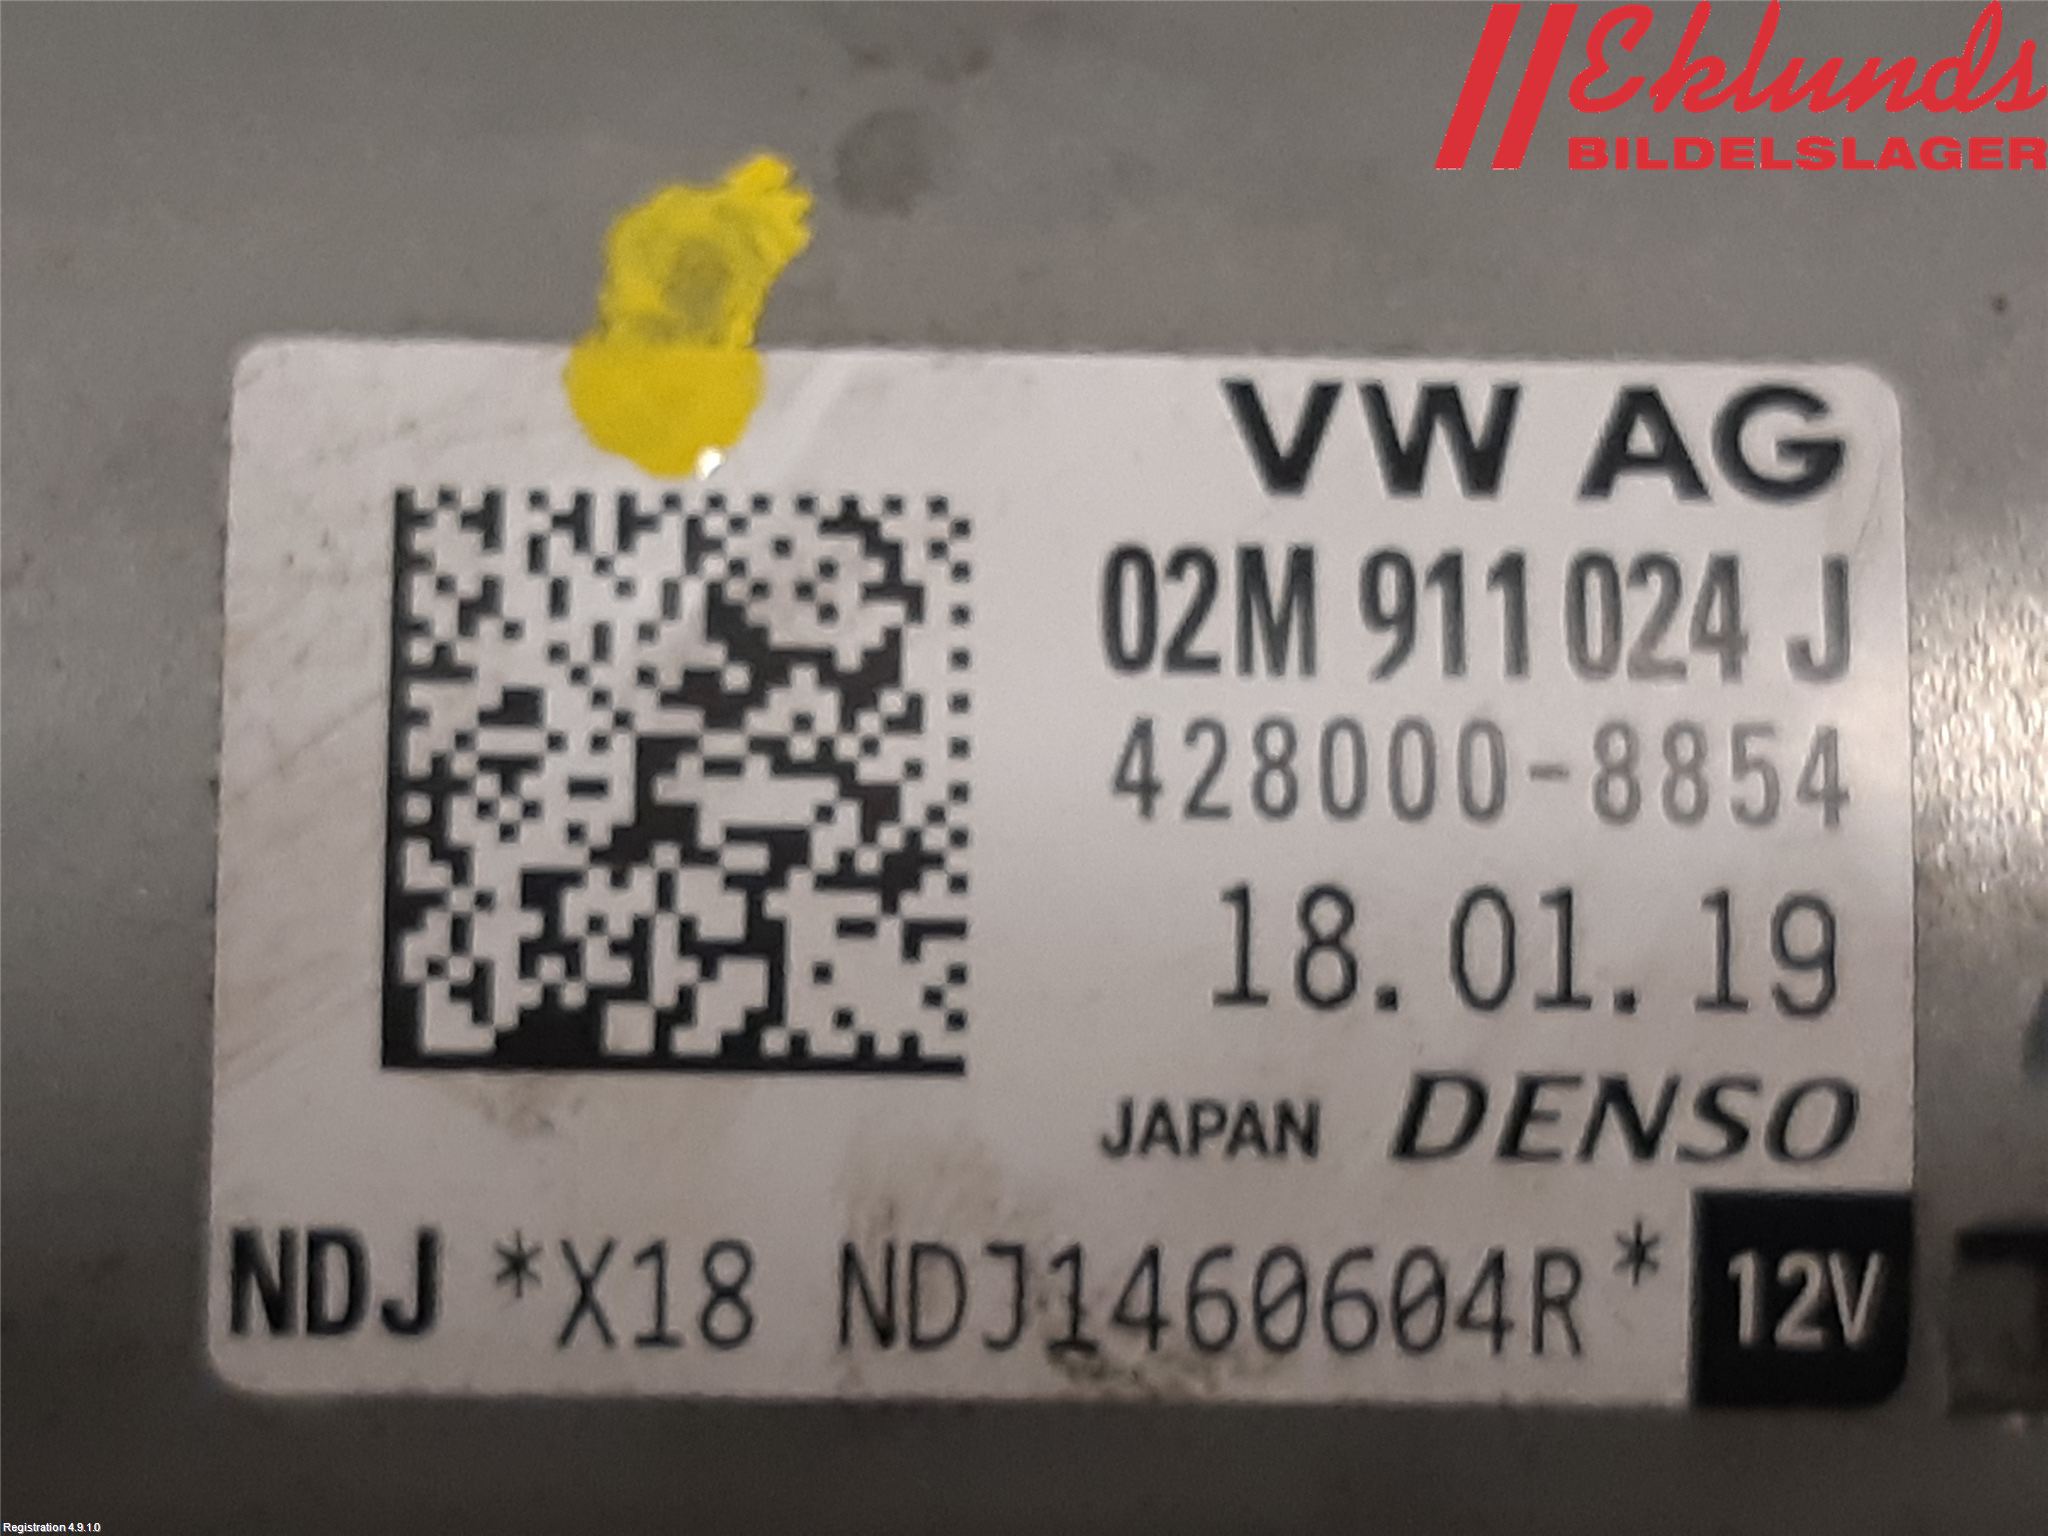 Eklunds
BILDELSLAGER
VW AG
02M 911 024 J
428000-8854
18.01.19
JAPAN DENSO
NDJ *X18 NDJ1460604R* 12V
Registration 4.9.1.0